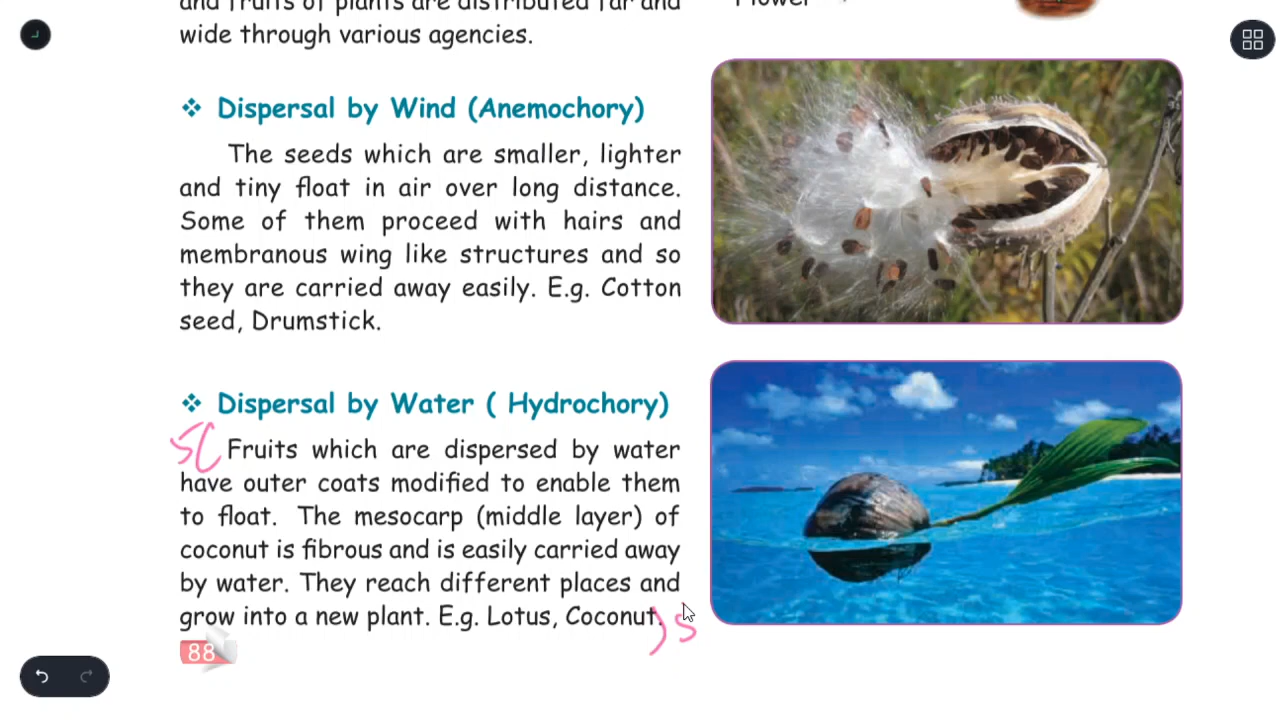 wide through various agencies.
❖ Dispersal by Wind (Anemochory)
The seeds which are smaller, lighter
and tiny float in air over long distance.
Some of them proceed with hairs and
membranous wing like structures and so
they are carried away easily. E.g. Cotton
seed, Drumstick.
❖ Dispersal by Water ( Hydrochory)
Fruits which are dispersed by water
have outer coats modified to enable them
to float. The mesocarp (middle layer) of
coconut is fibrous and is easily carried away
by water. They reach different places and
grow into a new plant. E.g. Lotus, Coconut.
88